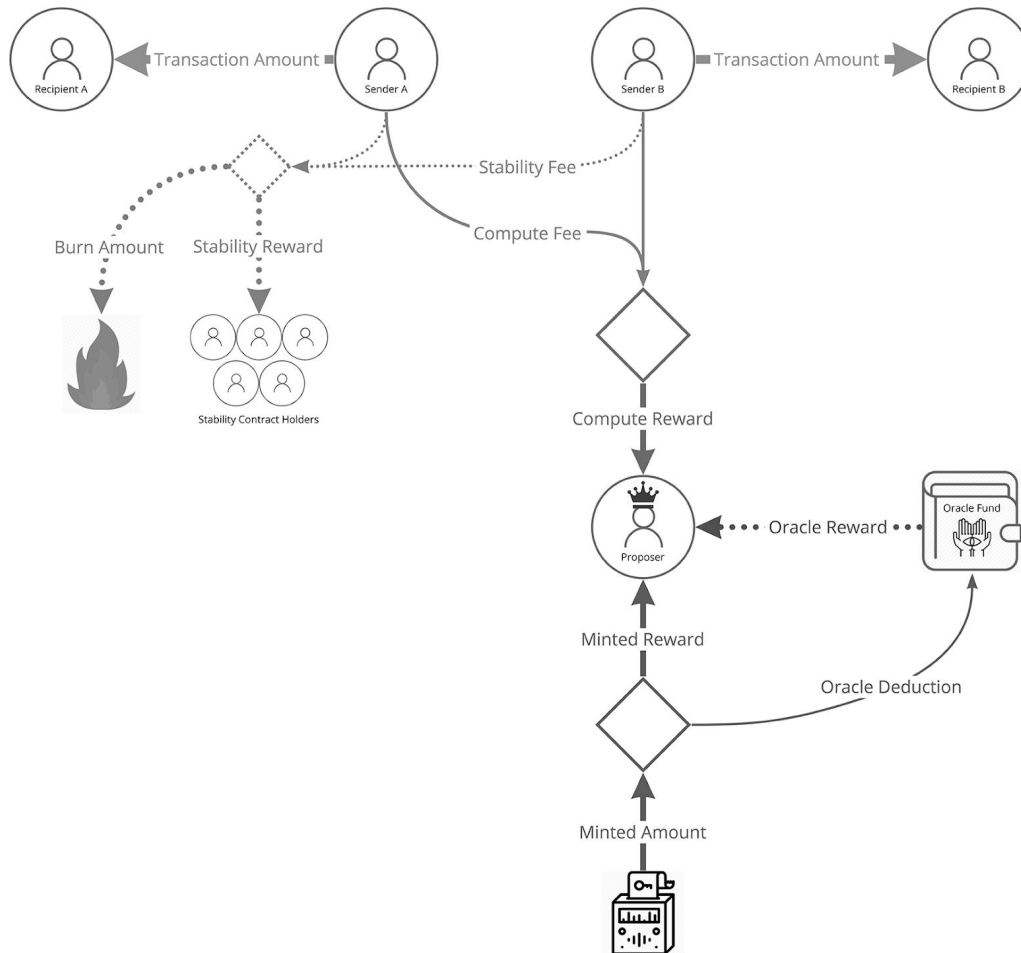 Transaction Amount
Transaction Amount
Recipient A
Sender A
Sender B
Recipient B
Stability Fee
Compute Fee
Burn Amount
Stability Reward
Stability Contract Holders
Compute Reward
Oracle Fund
Oracle Reward
Proposer
Minted Reward
Oracle Deduction
Minted Amount